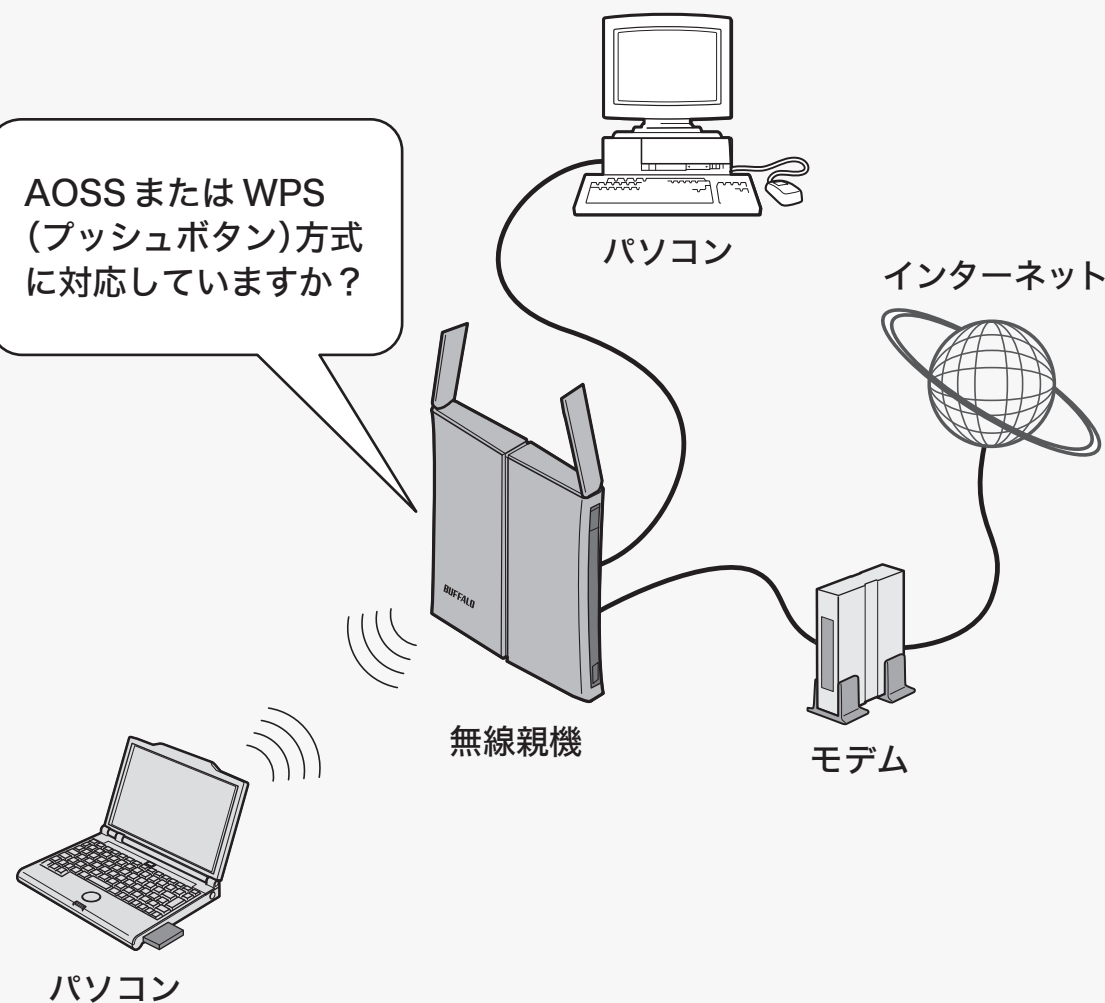 AOSS または WPS
(プッシュボタン)方式
に対応していますか？
パソコン
インターネット
BUFFALO
無線親機
モデム
パソコン